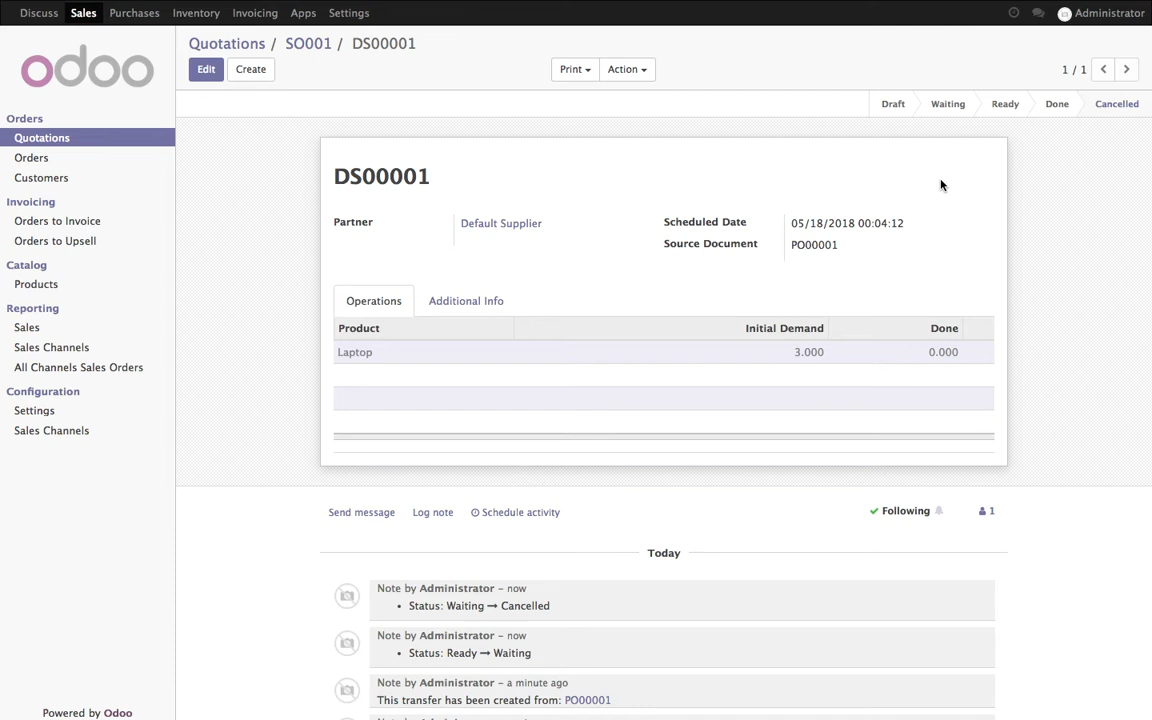 Discuss Sales Purchases Inventory Invoicing Apps Settings Administrator
odoo
Quotations / SO001 / DS00001
Edit Create Print Action 1 / 1
Draft Waiting Ready Done Cancelled
Orders
Quotations
Orders
Customers
Invoicing
Orders to Invoice
Orders to Upsell
Catalog
Products
Reporting
Sales
Sales Channels
All Channels Sales Orders
Configuration
Settings
Sales Channels
Powered by Odoo
DS00001
Partner Default Supplier
Scheduled Date 05/18/2018 00:04:12
Source Document PO00001
Operations Additional Info
Product Initial Demand Done
Laptop 3.000 0.000
Send message Log note Schedule activity Following 1
Today
Note by Administrator – now
• Status: Waiting → Cancelled
Note by Administrator – now
• Status: Ready → Waiting
Note by Administrator – a minute ago
This transfer has been created from: PO00001